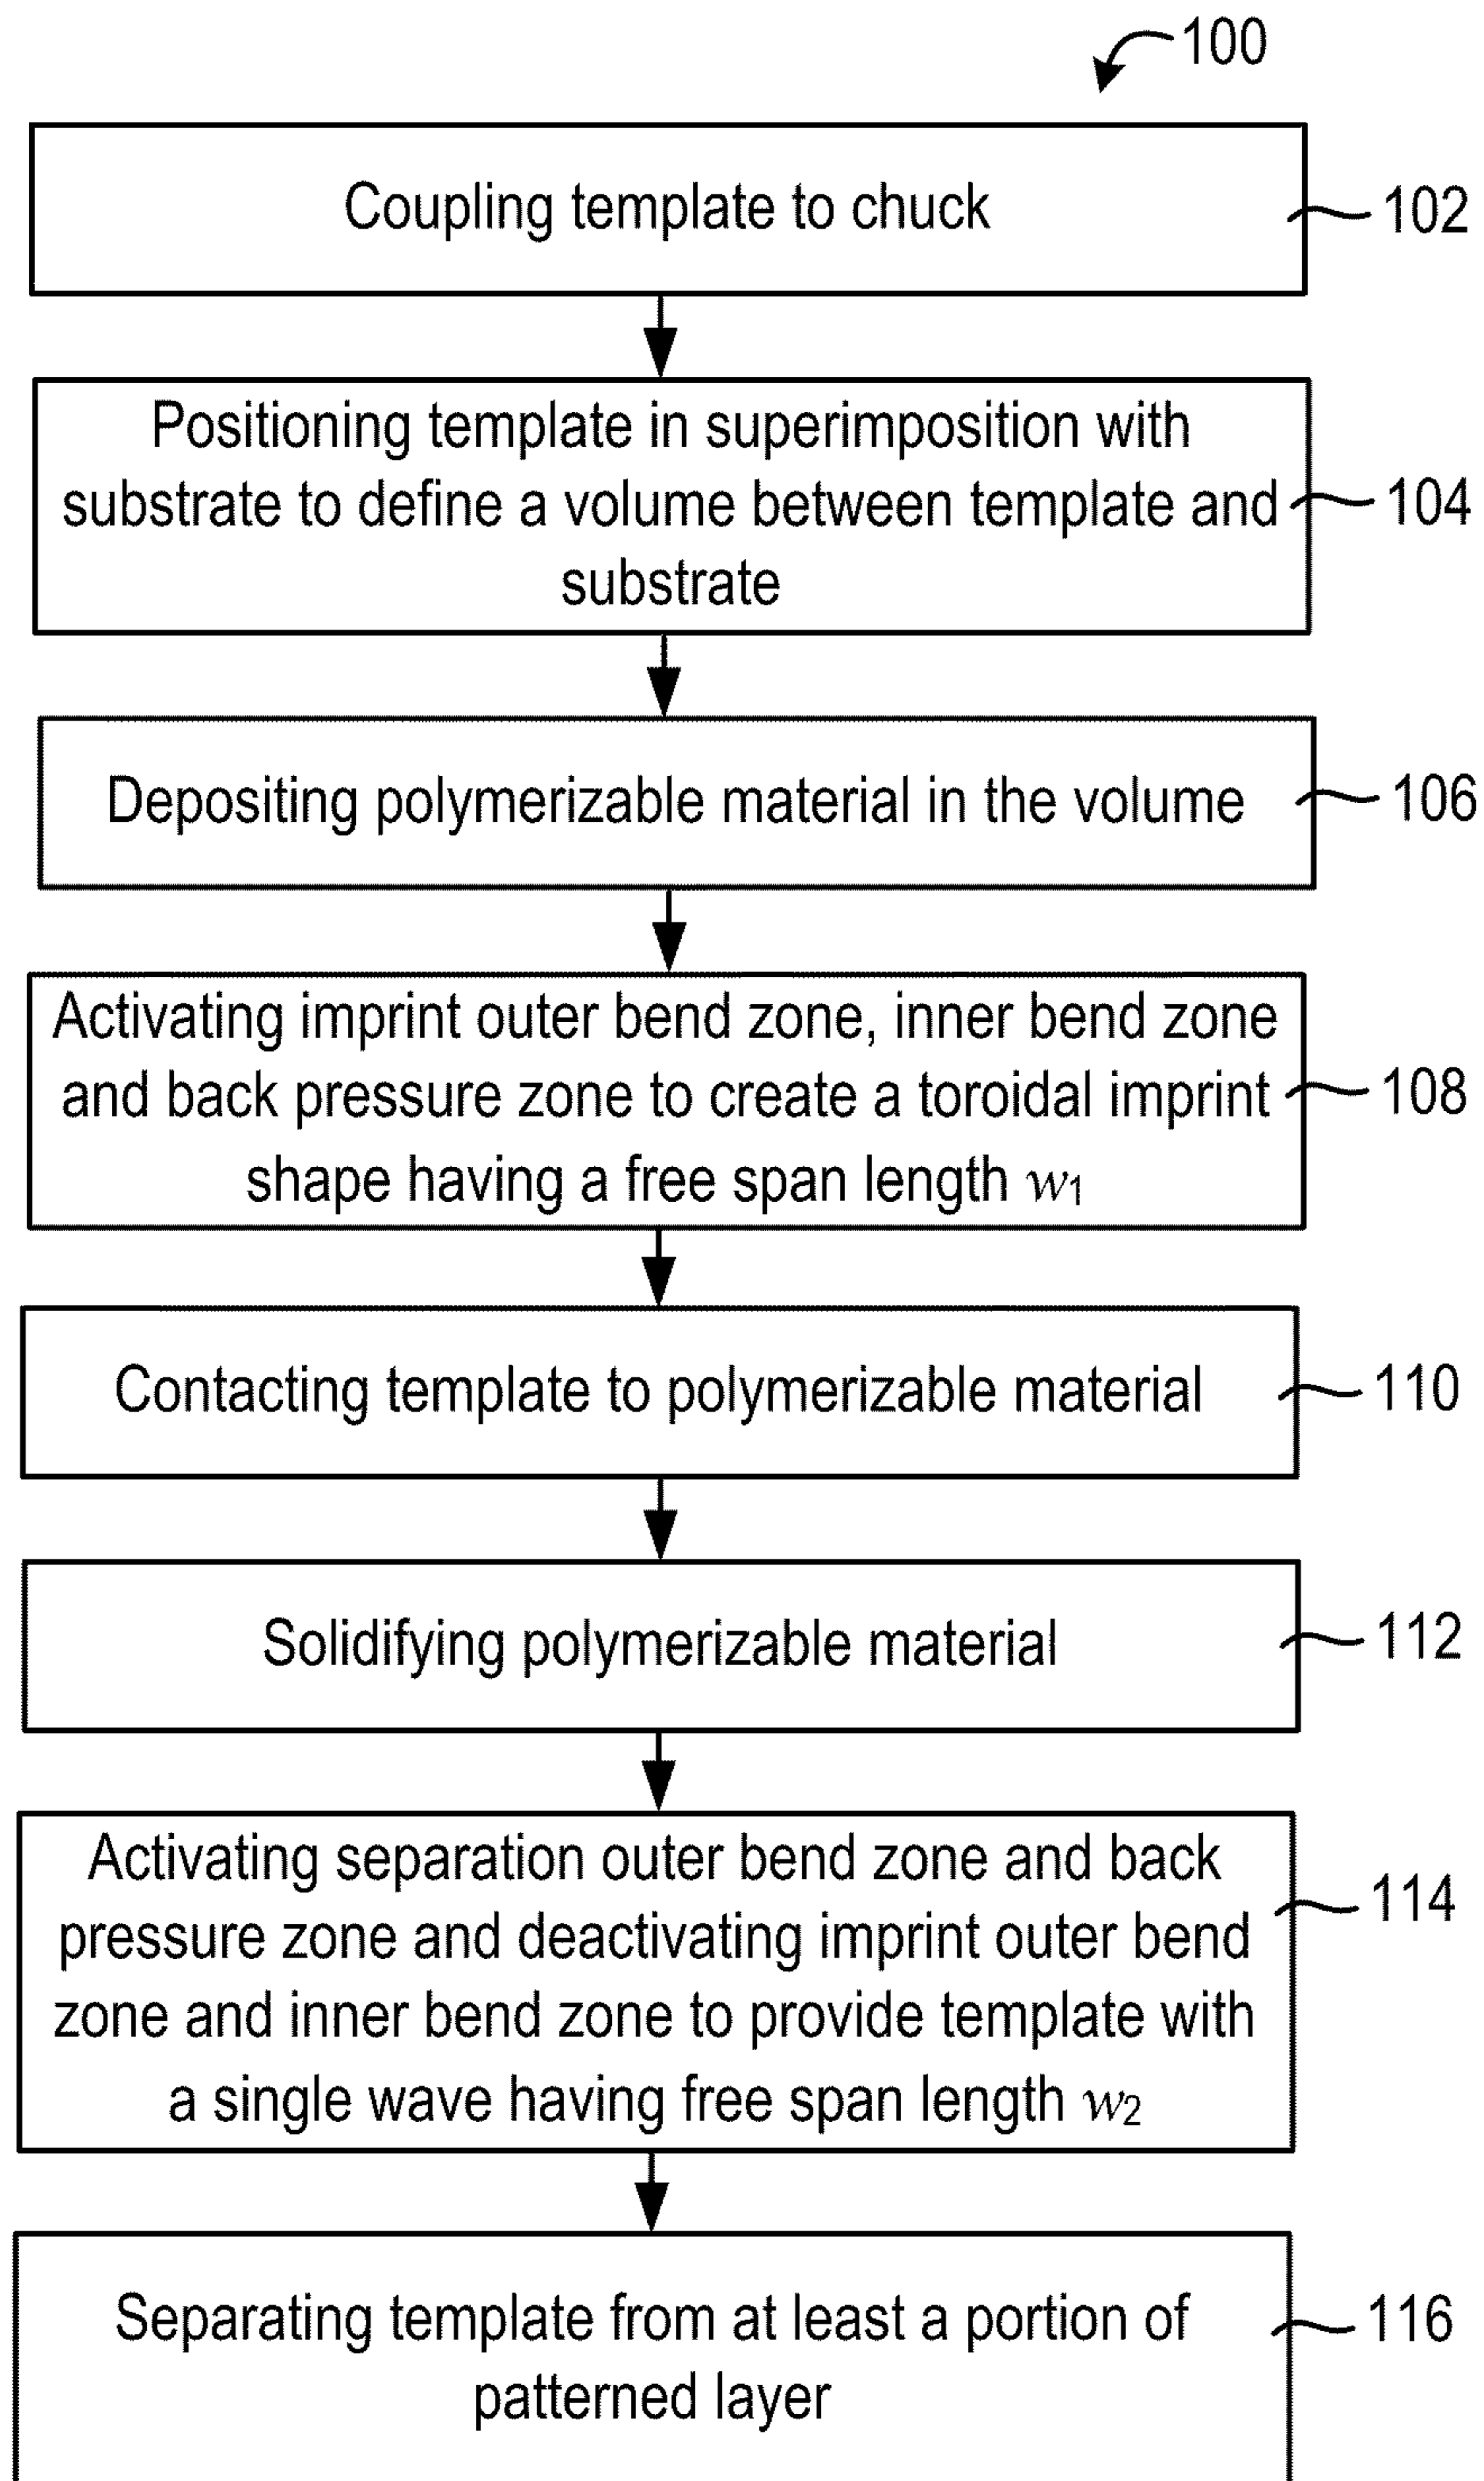 100
Coupling template to chuck
102
Positioning template in superimposition with
substrate to define a volume between template and
substrate
104
Depositing polymerizable material in the volume
106
Activating imprint outer bend zone, inner bend zone
and back pressure zone to create a toroidal imprint
shape having a free span length w1
108
Contacting template to polymerizable material
110
Solidifying polymerizable material
112
Activating separation outer bend zone and back
pressure zone and deactivating imprint outer bend
zone and inner bend zone to provide template with
a single wave having free span length w2
114
Separating template from at least a portion of
patterned layer
116